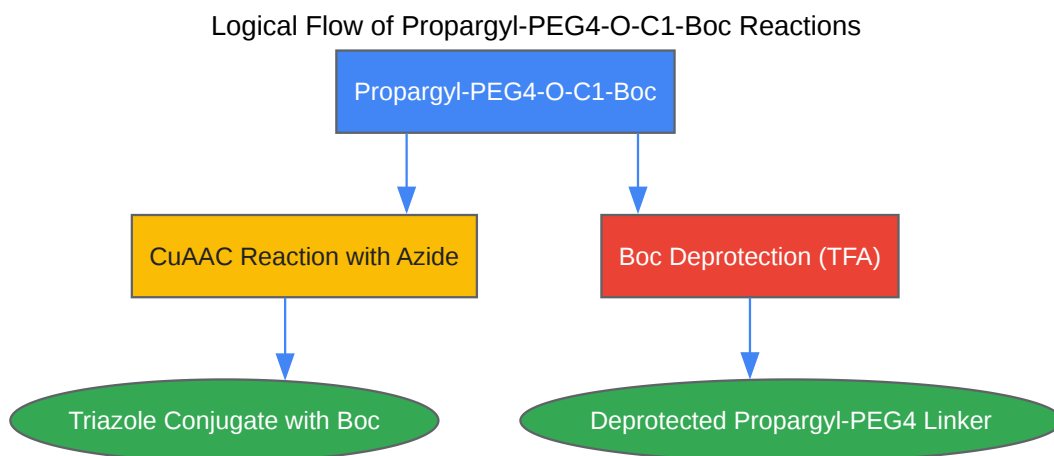 Logical Flow of Propargyl-PEG4-O-C1-Boc Reactions
Propargyl-PEG4-O-C1-Boc
CuAAC Reaction with Azide
Boc Deprotection (TFA)
Triazole Conjugate with Boc
Deprotected Propargyl-PEG4 Linker